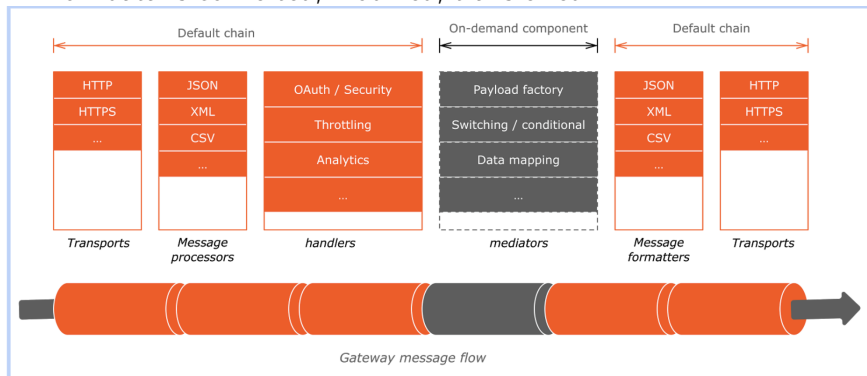 Default chain
On-demand component
Default chain
HTTP
HTTPS
...
Transports
JSON
XML
CSV
...
Message
processors
OAuth / Security
Throttling
Analytics
...
handlers
Payload factory
Switching / conditional
Data mapping
...
mediators
JSON
XML
CSV
...
Message
formatters
HTTP
HTTPS
...
Transports
Gateway message flow